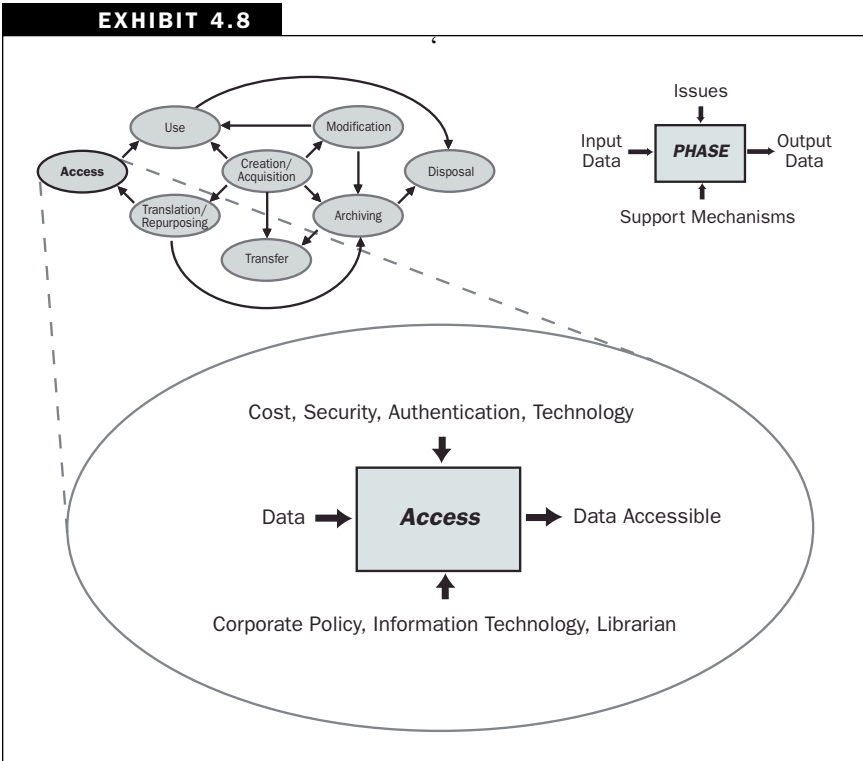 EXHIBIT 4.8
Use
Modification
Access
Creation/
Acquisition
Disposal
Translation/
Repurposing
Archiving
Transfer
Issues
Input
Data
PHASE
Output
Data
Support Mechanisms
Cost, Security, Authentication, Technology
Data
Access
Data Accessible
Corporate Policy, Information Technology, Librarian